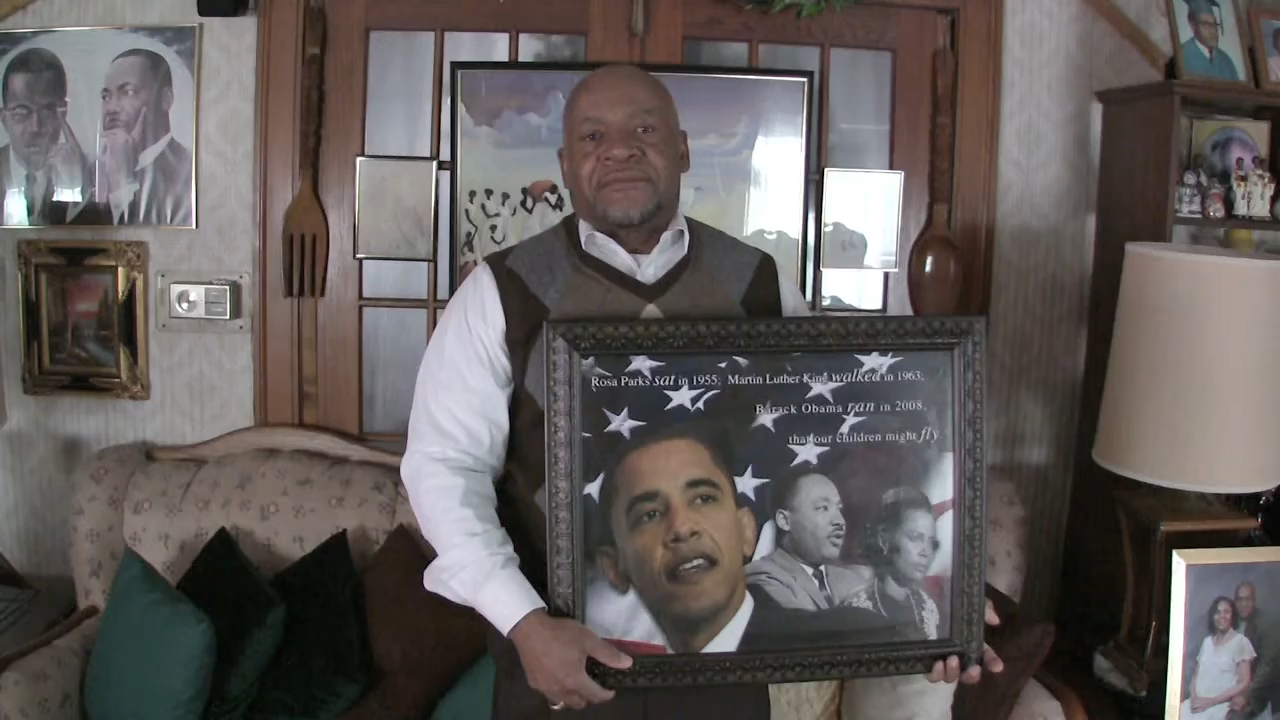 Rosa Parks sat in 1955; Martin Luther King walked in 1963;
Barack Obama ran in 2008,
that our children might fly